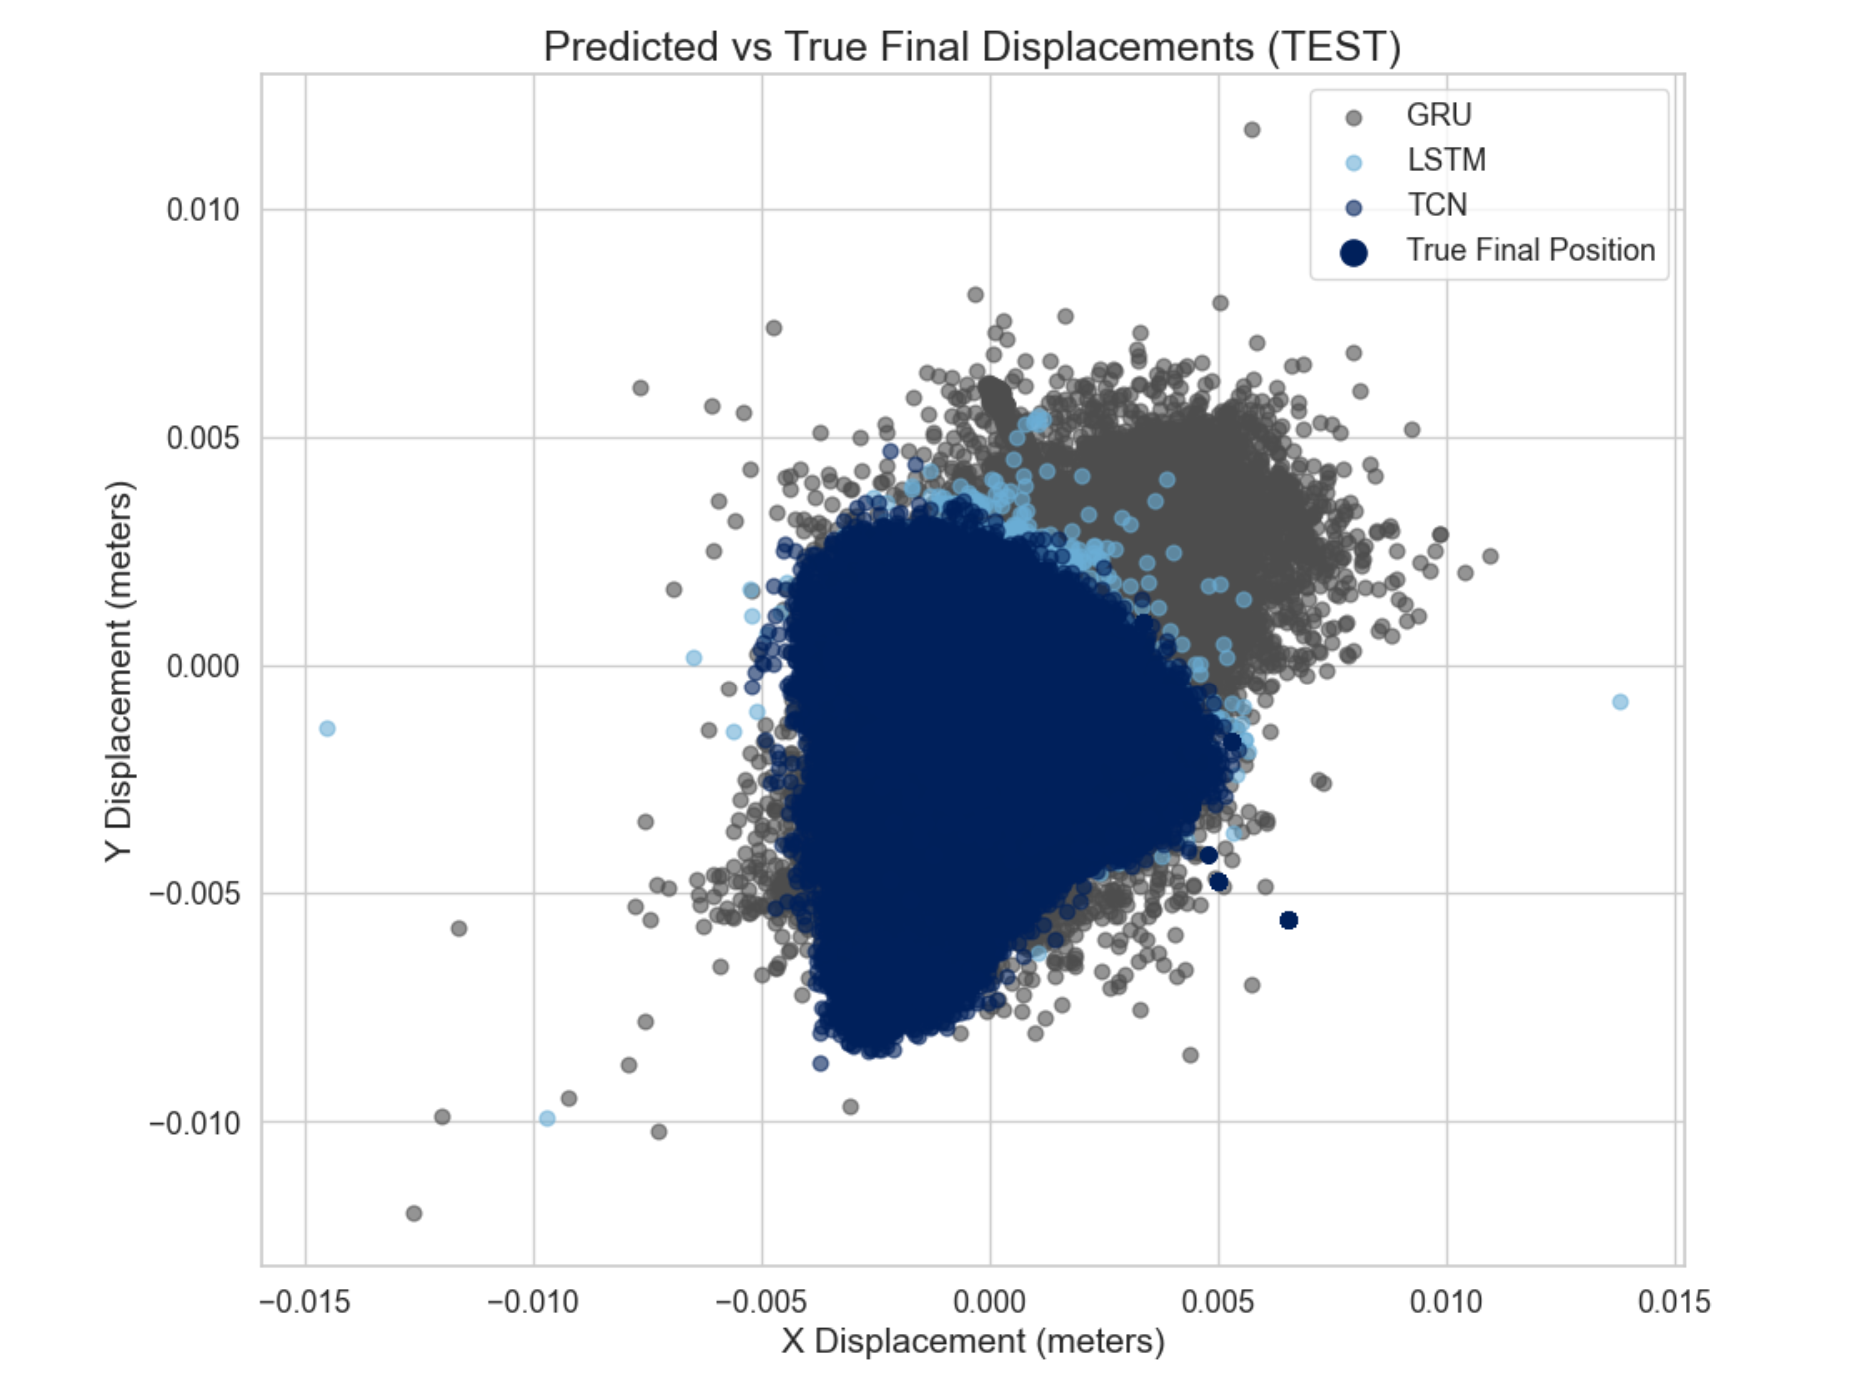 Predicted vs True Final Displacements (TEST)
GRU
LSTM
TCN
True Final Position
0.010
0.005
0.000
−0.005
−0.010
Y Displacement (meters)
−0.015
−0.010
−0.005
0.000
0.005
0.010
0.015
X Displacement (meters)